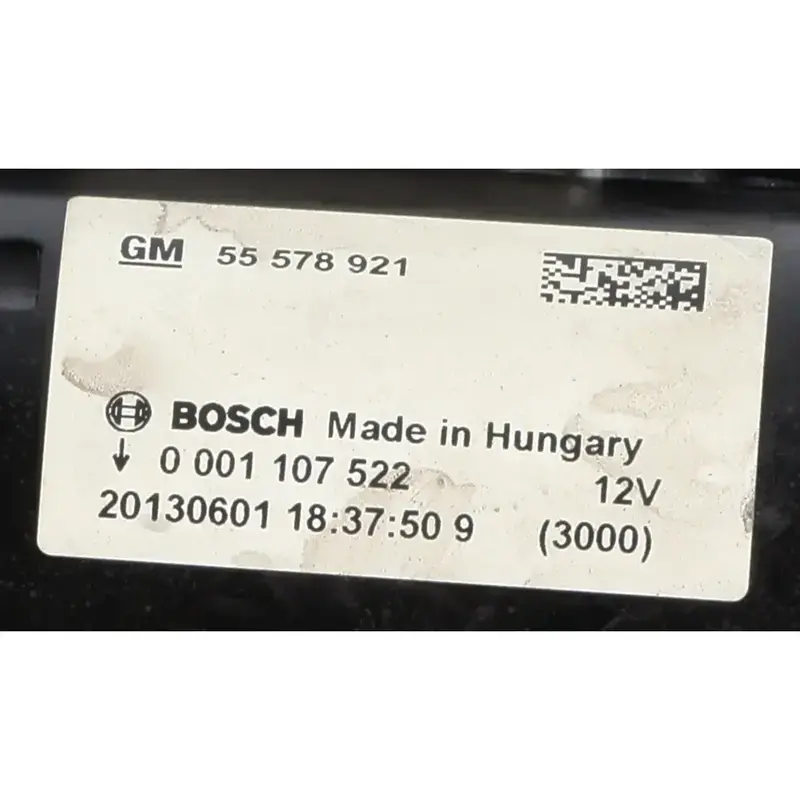 GM 55 578 921
BOSCH Made in Hungary
↓ 0 001 107 522 12V
20130601 18:37:50 9 (3000)